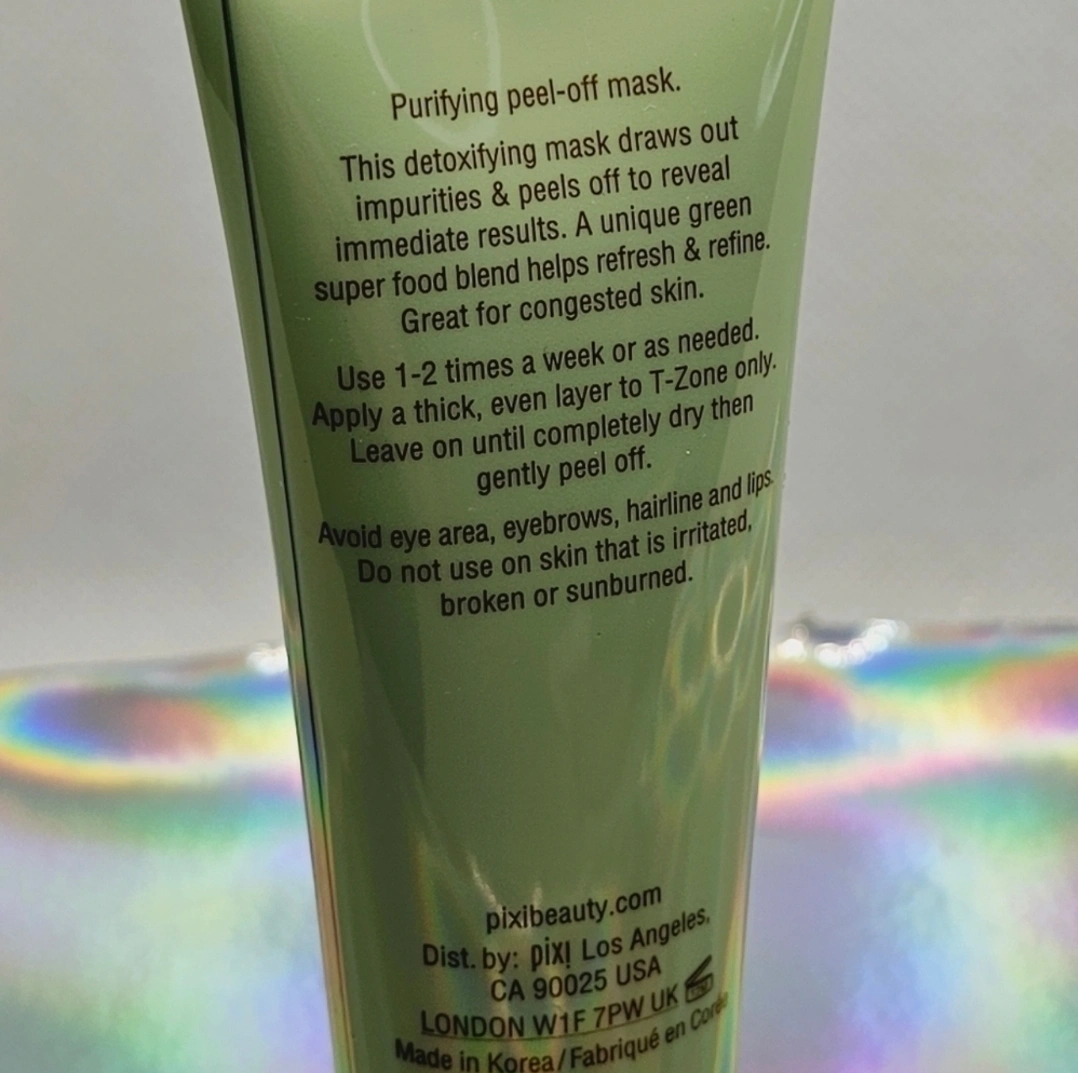 Purifying peel-off mask.
This detoxifying mask draws out
impurities & peels off to reveal
immediate results. A unique green
super food blend helps refresh & refine.
Great for congested skin.
Use 1-2 times a week or as needed.
Apply a thick, even layer to T-Zone only.
Leave on until completely dry then
gently peel off.
Avoid eye area, eyebrows, hairline and lips.
Do not use on skin that is irritated,
broken or sunburned.
pixibeauty.com
Dist. by: pixi Los Angeles,
CA 90025 USA
LONDON W1F 7PW UK
Made in Korea/Fabriqué en Corée